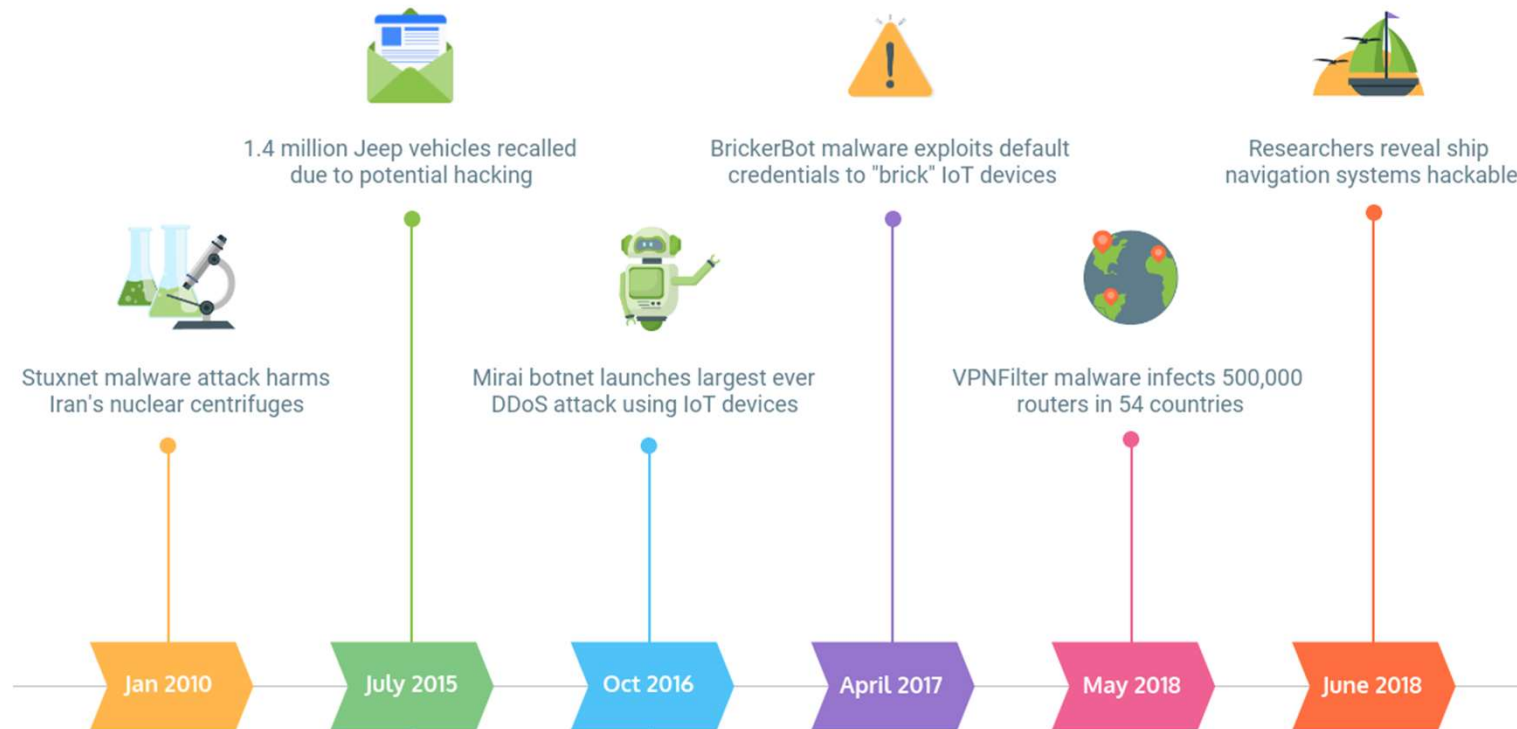 1.4 million Jeep vehicles recalled
due to potential hacking
BrickerBot malware exploits default
credentials to "brick" IoT devices
Researchers reveal ship
navigation systems hackable
Stuxnet malware attack harms
Iran's nuclear centrifuges
Mirai botnet launches largest ever
DDoS attack using IoT devices
VPNFilter malware infects 500,000
routers in 54 countries
Jan 2010
July 2015
Oct 2016
April 2017
May 2018
June 2018